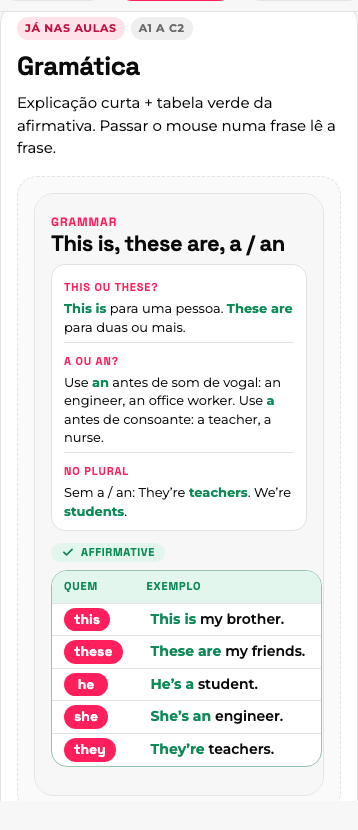 JÁ NAS AULAS A1 A C2
Gramática
Explicação curta + tabela verde da
afirmativa. Passar o mouse numa frase lê a
frase.
GRAMMAR
This is, these are, a / an
THIS OU THESE?
This is para uma pessoa. These are
para duas ou mais.
A OU AN?
Use an antes de som de vogal: an
engineer, an office worker. Use a
antes de consoante: a teacher, a
nurse.
NO PLURAL
Sem a / an: They’re teachers. We’re
students.
AFFIRMATIVE
QUEM EXEMPLO
this This is my brother.
these These are my friends.
he He’s a student.
she She’s an engineer.
they They’re teachers.